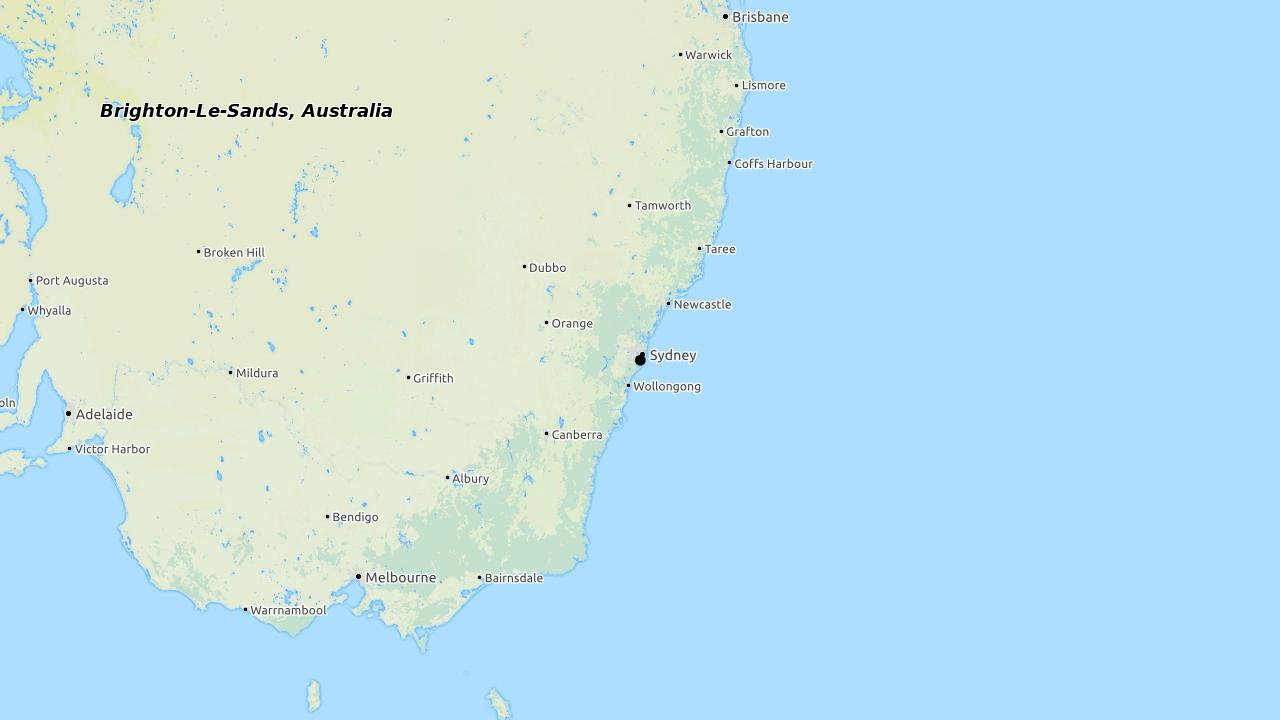 Brisbane
Warwick
Lismore
Brighton-Le-Sands, Australia
Grafton
Coffs Harbour
Tamworth
Taree
Broken Hill
Dubbo
Port Augusta
Newcastle
Whyalla
Orange
Sydney
Mildura
Griffith
Wollongong
oln
Adelaide
Canberra
Victor Harbor
Albury
Bendigo
Melbourne
Bairnsdale
Warrnambool